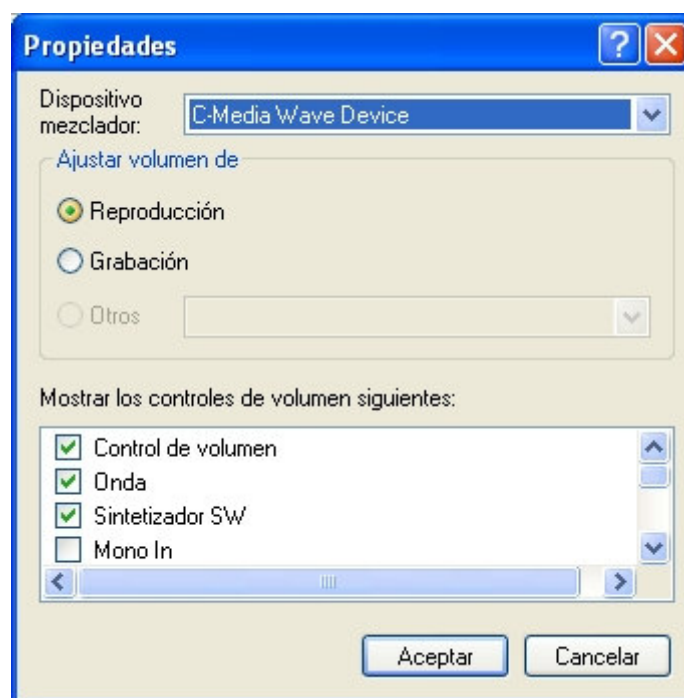 Propiedades
Dispositivo
mezclador:
C-Media Wave Device
Ajustar volumen de
Reproducción
Grabación
Otros
Mostrar los controles de volumen siguientes:
Control de volumen
Onda
Sintetizador SW
Mono In
Aceptar
Cancelar